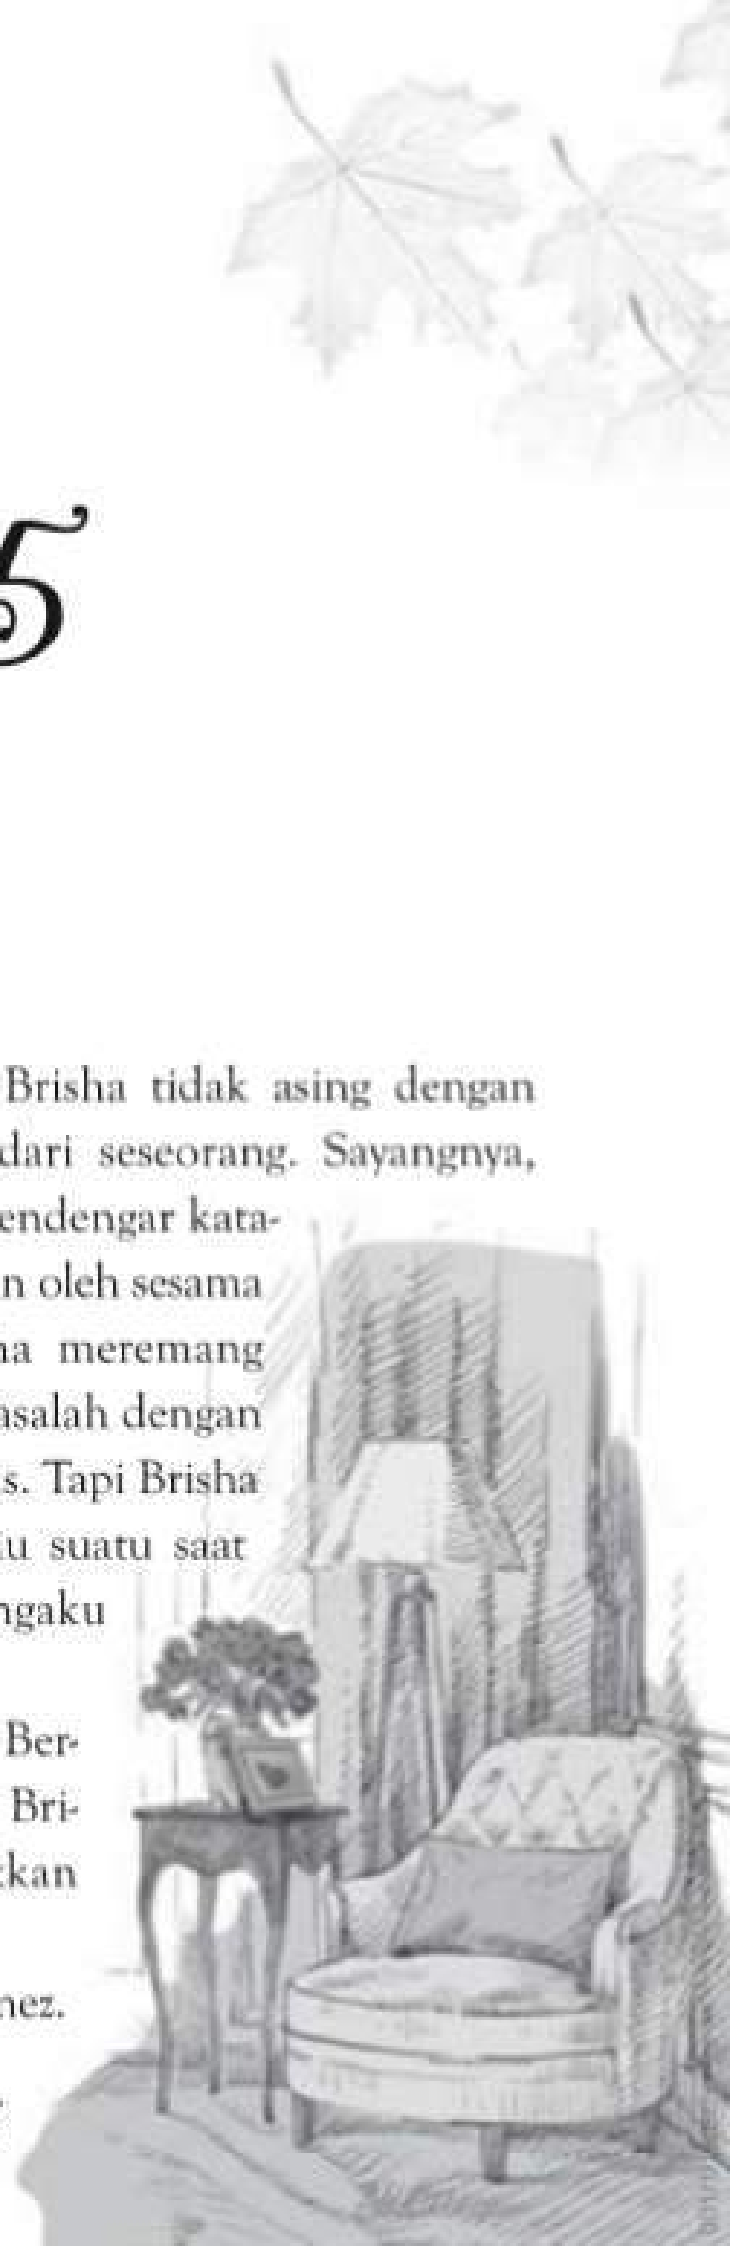 5
Brisha tidak asing dengan
dari seseorang. Sayangnya,
endengar kata-
n oleh sesama
na meremang
asalah dengan
s. Tapi Brisha
u suatu saat
ngaku
Ber-
Bri-
kkan
nez.